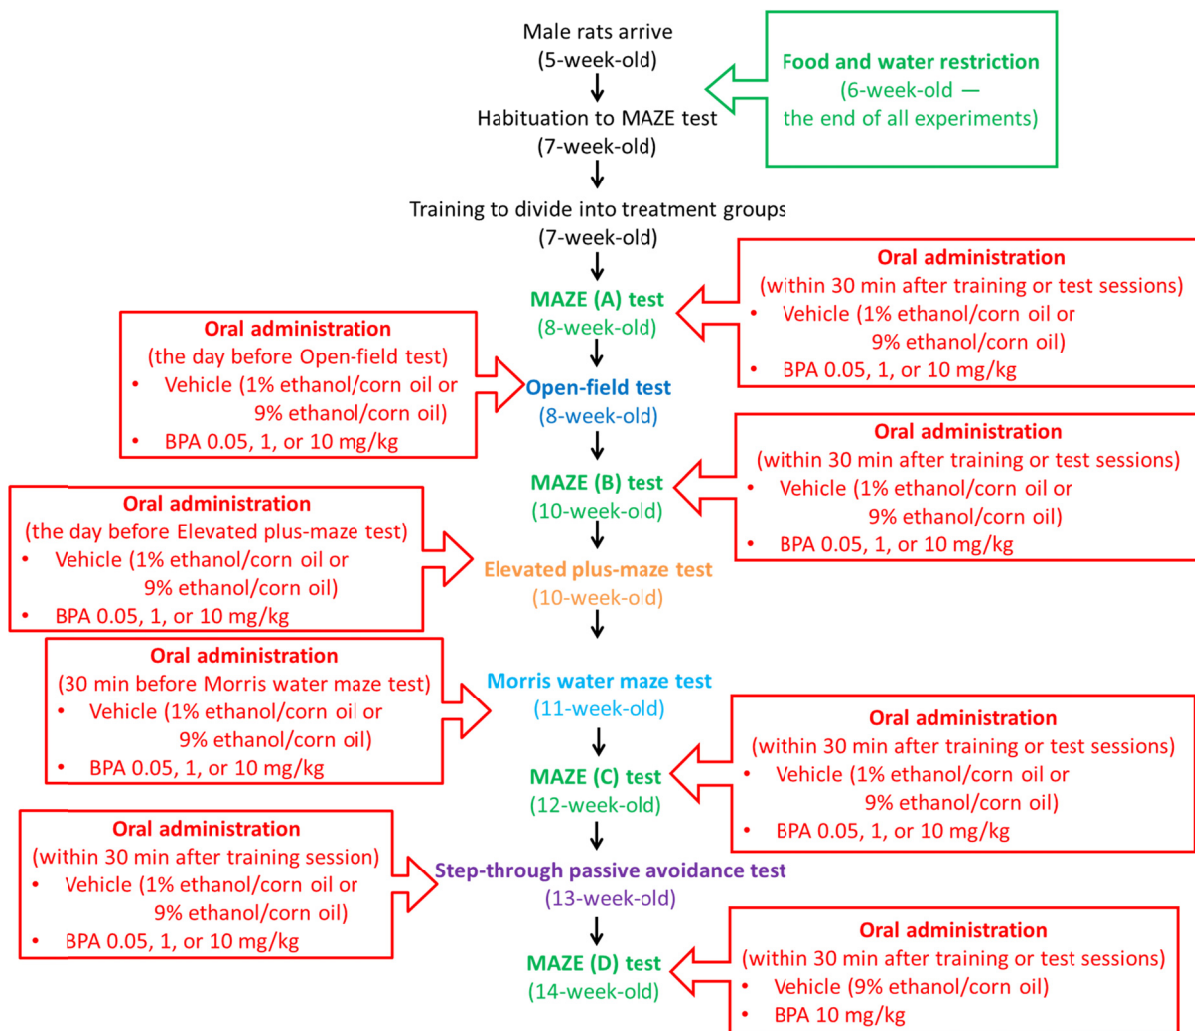 Male rats arrive
(5-week-old)
Food and water restriction
(6-week-old —
the end of all experiments)
Habituation to MAZE test
(7-week-old)
Training to divide into treatment groups
(7-week-old)
Oral administration
(within 30 min after training or test sessions)
• Vehicle (1% ethanol/corn oil or
9% ethanol/corn oil)
• BPA 0.05, 1, or 10 mg/kg
MAZE (A) test
(8-week-old)
Oral administration
(the day before Open-field test)
• Vehicle (1% ethanol/corn oil or
9% ethanol/corn oil)
• BPA 0.05, 1, or 10 mg/kg
Open-field test
(8-week-old)
Oral administration
(within 30 min after training or test sessions)
• Vehicle (1% ethanol/corn oil or
9% ethanol/corn oil)
• BPA 0.05, 1, or 10 mg/kg
MAZE (B) test
(10-week-old)
Oral administration
(the day before Elevated plus-maze test)
• Vehicle (1% ethanol/corn oil or
9% ethanol/corn oil)
• BPA 0.05, 1, or 10 mg/kg
Elevated plus-maze test
(10-week-old)
Oral administration
(30 min before Morris water maze test)
• Vehicle (1% ethanol/corn oil or
9% ethanol/corn oil)
• BPA 0.05, 1, or 10 mg/kg
Morris water maze test
(11-week-old)
Oral administration
(within 30 min after training or test sessions)
• Vehicle (1% ethanol/corn oil or
9% ethanol/corn oil)
• BPA 0.05, 1, or 10 mg/kg
MAZE (C) test
(12-week-old)
Oral administration
(within 30 min after training session)
• Vehicle (1% ethanol/corn oil or
9% ethanol/corn oil)
• BPA 0.05, 1, or 10 mg/kg
Step-through passive avoidance test
(13-week-old)
Oral administration
(within 30 min after training or test sessions)
• Vehicle (9% ethanol/corn oil)
• BPA 10 mg/kg
MAZE (D) test
(14-week-old)